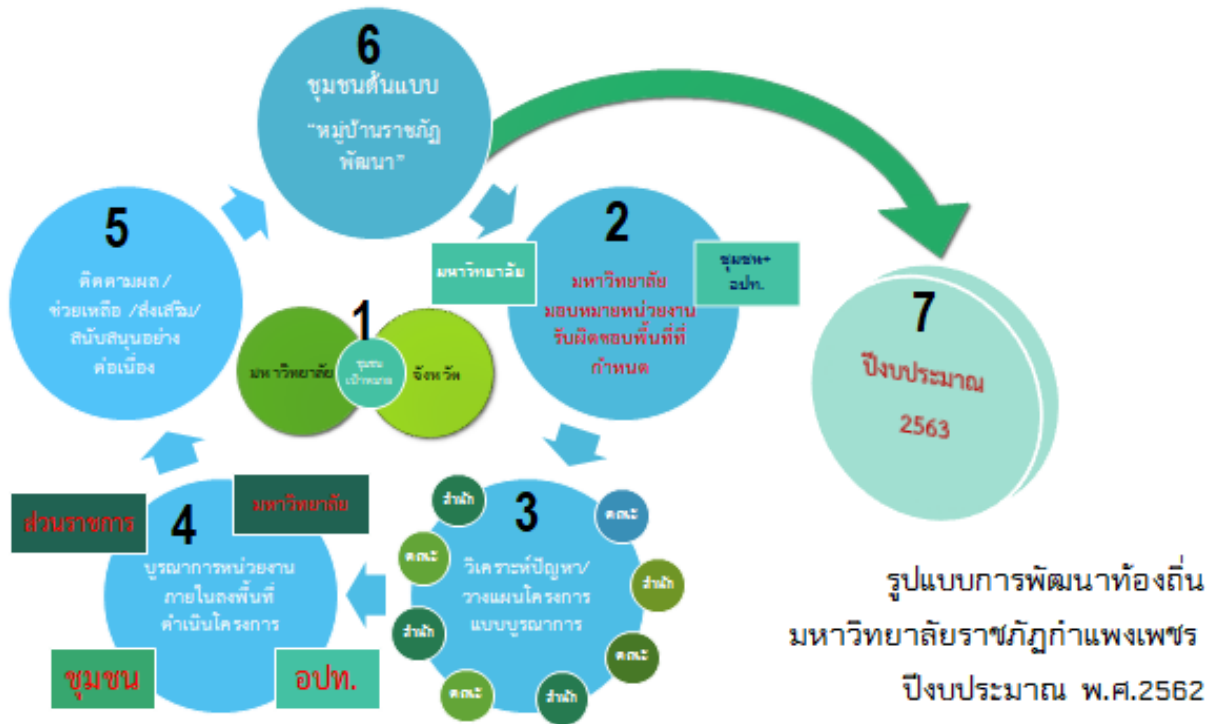 6
ชุมชนต้นแบบ
“หมู่บ้านราชภัฏ
พัฒนา”
5
ติดตามผล/
ช่วยเหลือ /ส่งเสริม/
สนับสนุนอย่าง
ต่อเนื่อง
1
มหาวิทยาลัย
ชุมชน
เป้าหมาย
จังหวัด
มหาวิทยาลัย
2
มหาวิทยาลัย
มอบหมายหน่วยงาน
รับผิดชอบพื้นที่ที่
กำหนด
ชุมชน+
อปท.
7
ปีงบประมาณ
2563
ส่วนราชการ
มหาวิทยาลัย
4
บูรณาการหน่วยงาน
ภายในลงพื้นที่
ดำเนินโครงการ
ชุมชน
อปท.
สำนัก
3
คณะ
คณะ
วิเคราะห์ปัญหา/
วางแผนโครงการ
แบบบูรณาการ
สำนัก
สำนัก
คณะ
คณะ
สำนัก
รูปแบบการพัฒนาท้องถิ่น
มหาวิทยาลัยราชภัฏกำแพงเพชร
ปีงบประมาณ พ.ศ.2562